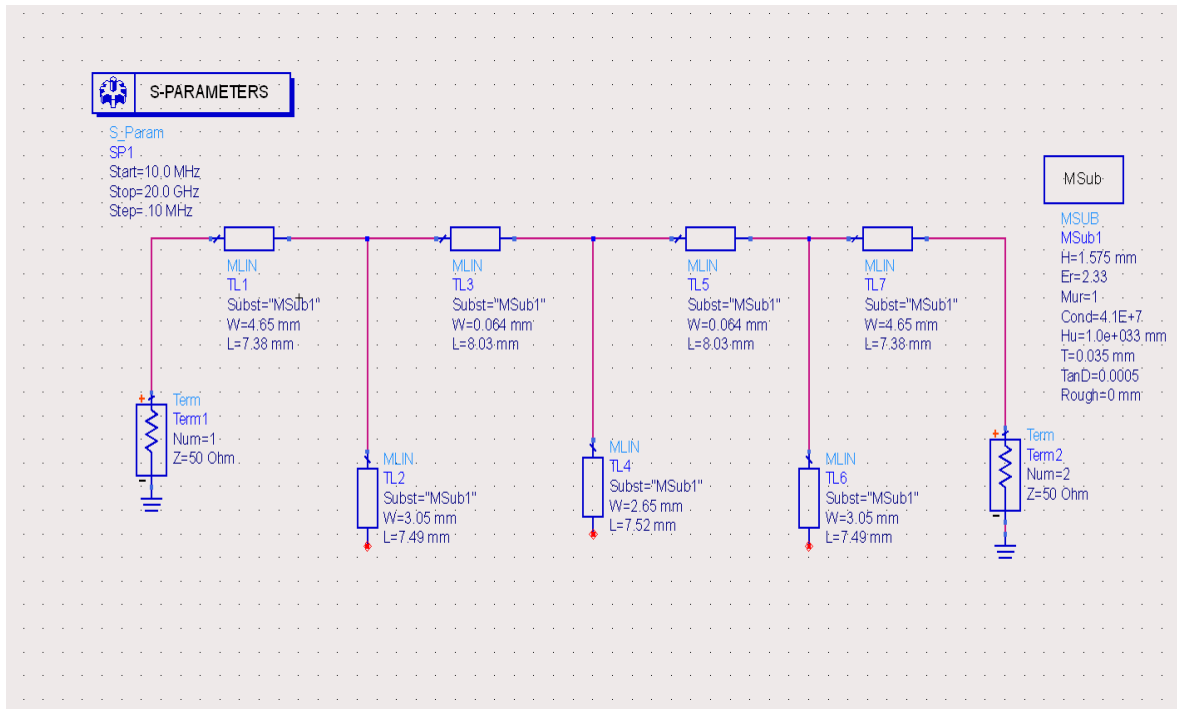 S-PARAMETERS
S_Param
SP1
Start=10.0 MHz
Stop=20.0 GHz
Step=.10 MHz
MLIN
TL1
Subst="MSub1"
W=4.65 mm
L=7.38 mm
MLIN
TL3
Subst="MSub1"
W=0.064 mm
L=8.03 mm
MLIN
TL5
Subst="MSub1"
W=0.064 mm
L=8.03 mm
MLIN
TL7
Subst="MSub1"
W=4.65 mm
L=7.38 mm
MSub
MSUB
MSub1
H=1.575 mm
Er=2.33
Mur=1
Cond=4.1E+7
Hu=1.0e+033 mm
T=0.035 mm
TanD=0.0005
Rough=0 mm
+
Term
Term1
Num=1
Z=50 Ohm
-
MLIN
TL2
Subst="MSub1"
W=3.05 mm
L=7.49 mm
MLIN
TL4
Subst="MSub1"
W=2.65 mm
L=7.52 mm
MLIN
TL6
Subst="MSub1"
W=3.05 mm
L=7.49 mm
+
Term
Term2
Num=2
Z=50 Ohm
-